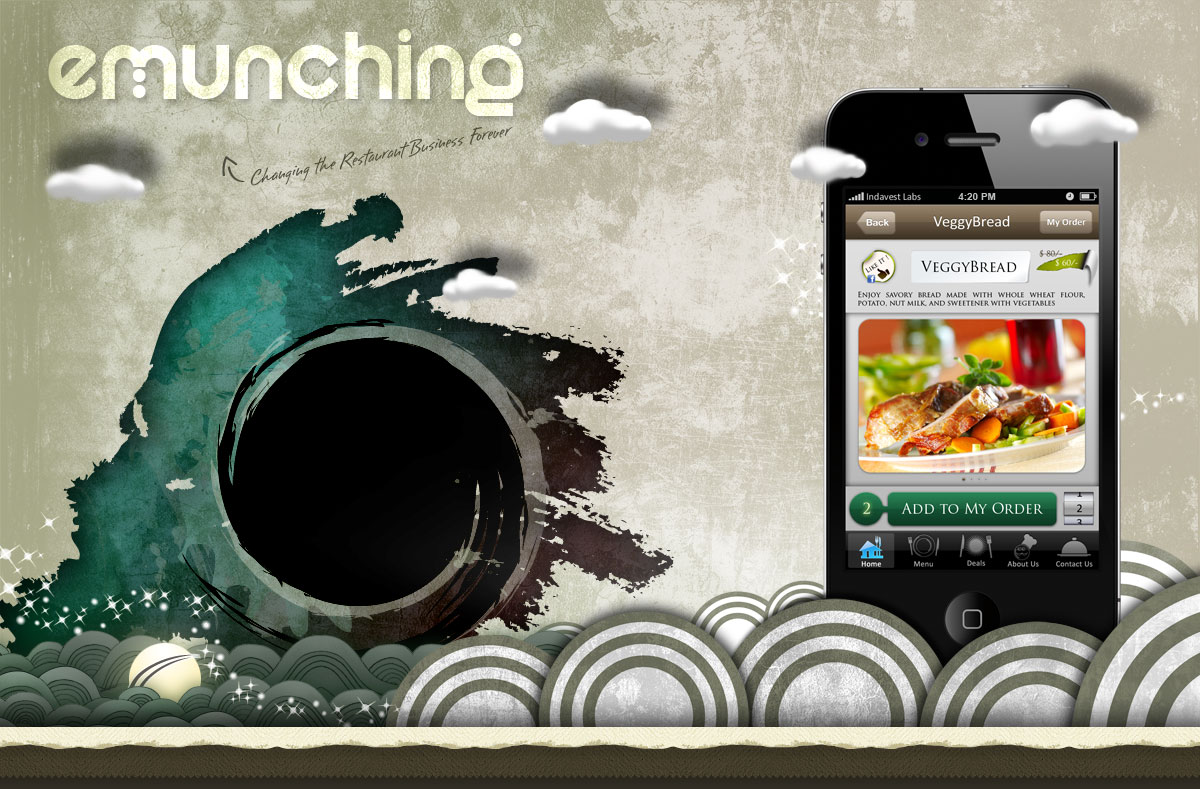 emunching
Changing the Restaurant Business Forever
Indavest Labs 4:20 PM
Back VeggyBread My Order
LIKE IT !
VEGGYBREAD
$ 80/-
$ 60/-
ENJOY SAVORY BREAD MADE WITH WHOLE WHEAT FLOUR,
POTATO, NUT MILK, AND SWEETENER WITH VEGETABLES
2 ADD TO MY ORDER
1
2
3
Home Menu Deals About Us Contact Us